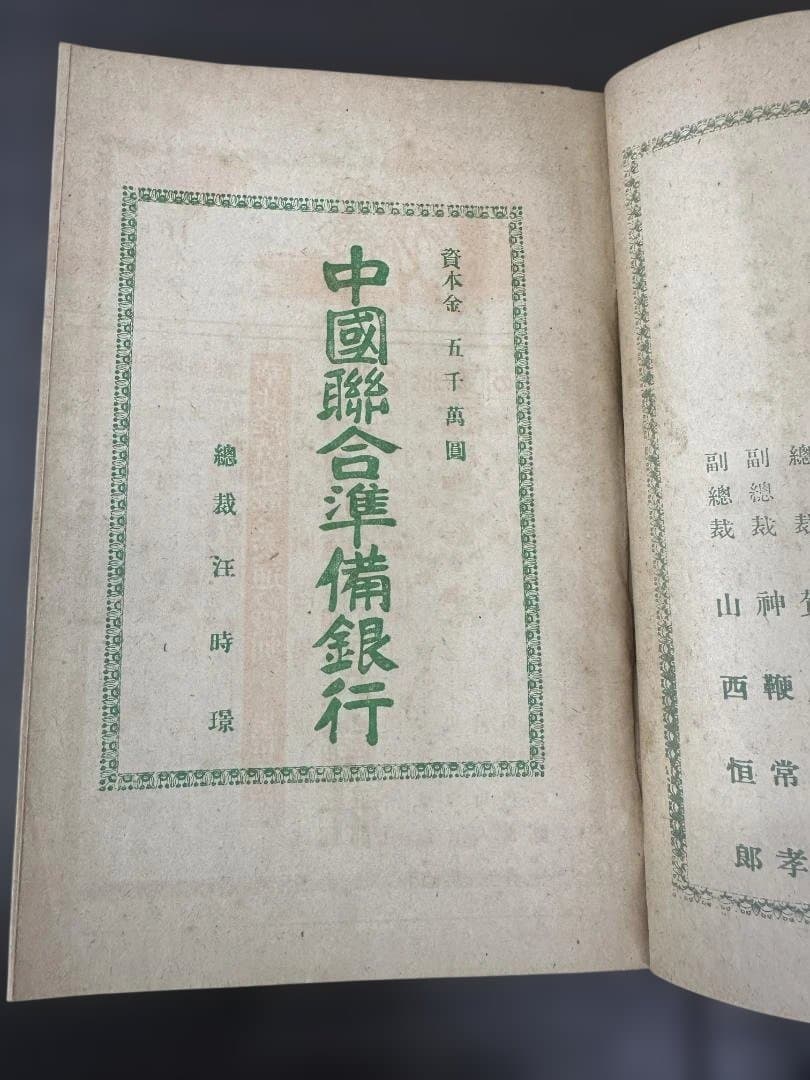 總
副總裁 神鞭常孝
副總裁 山西恒郎
資本金 五千萬圓
中國聯合準備銀行
總裁 汪時璟